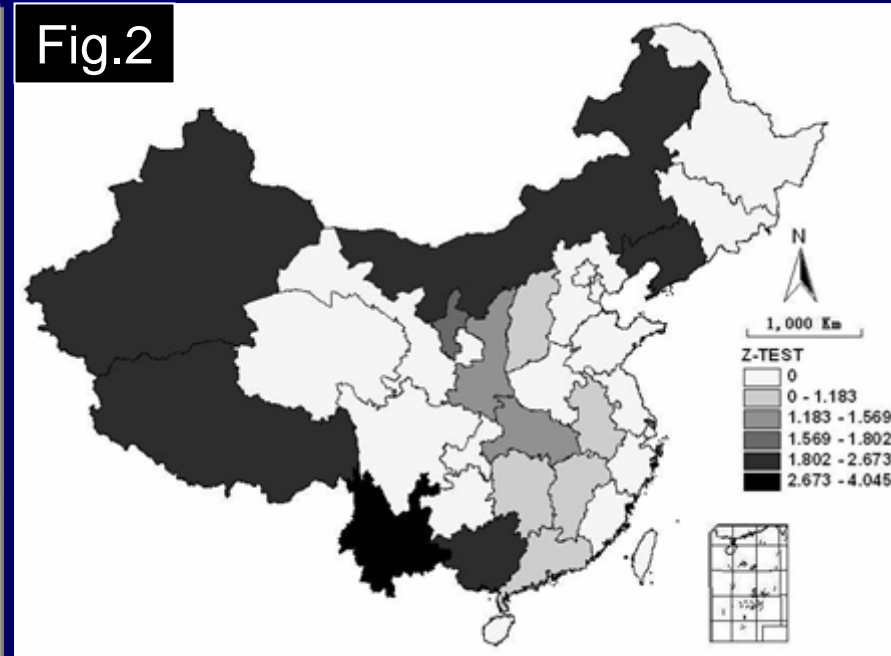 Fig.2
N
1,000 Km
Z-TEST
0
0 - 1.183
1.183 - 1.569
1.569 - 1.802
1.802 - 2.673
2.673 - 4.045